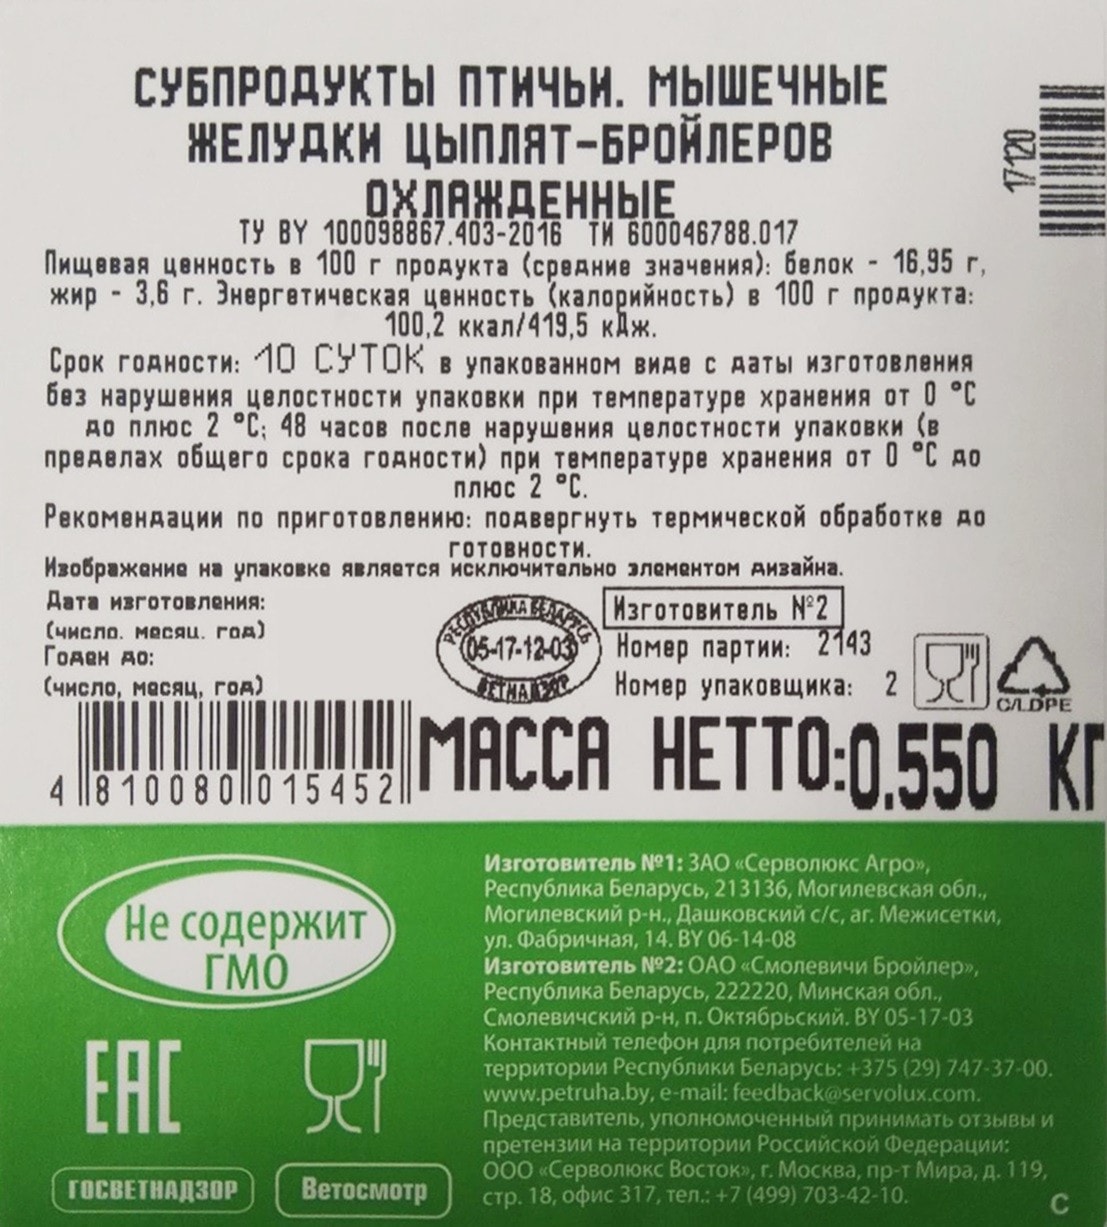 СУБПРОДУКТЫ ПТИЧЬИ. МЫШЕЧНЫЕ
ЖЕЛУДКИ ЦЫПЛЯТ-БРОЙЛЕРОВ
ОХЛАЖДЕННЫЕ
17120
ТУ BY 100098867.403-2016 ТИ 600046788.017
Пищевая ценность в 100 г продукта (средние значения): белок - 16,95 г,
жир - 3,6 г. Энергетическая ценность (калорийность) в 100 г продукта:
100,2 ккал/419,5 кДж.
Срок годности: 10 СУТОК в упакованном виде с даты изготовления
без нарушения целостности упаковки при температуре хранения от 0 °С
до плюс 2 °С; 48 часов после нарушения целостности упаковки (в
пределах общего срока годности) при температуре хранения от 0 °С до
плюс 2 °С.
Рекомендации по приготовлению: подвергнуть термической обработке до
готовности.
Изображение на упаковке является исключительно элементом дизайна.
Дата изготовления:
(число. месяц. год)
Годен до:
(число, месяц, год)
РЕСПУБЛИКА БЕЛАРУСЬ
05-17-12-03
ВЕТНАДЗОР
Изготовитель №2
Номер партии: 2143
Номер упаковщика: 2
C/LDPE
4 810080 015452
МАССА НЕТТО:0.550 КГ
Не содержит
ГМО
EAC
ГОСВЕТНАДЗОР
Ветосмотр
Изготовитель №1: ЗАО «Серволюкс Агро»,
Республика Беларусь, 213136, Могилевская обл.,
Могилевский р-н., Дашковский с/с, аг. Межисетки,
ул. Фабричная, 14. BY 06-14-08
Изготовитель №2: ОАО «Смолевичи Бройлер»,
Республика Беларусь, 222220, Минская обл.,
Смолевичский р-н, п. Октябрьский. BY 05-17-03
Контактный телефон для потребителей на
территории Республики Беларусь: +375 (29) 747-37-00.
www.petruha.by, e-mail: feedback@servolux.com.
Представитель, уполномоченный принимать отзывы и
претензии на территории Российской Федерации:
ООО «Серволюкс Восток», г. Москва, пр-т Мира, д. 119,
стр. 18, офис 317, тел.: +7 (499) 703-42-10.
С